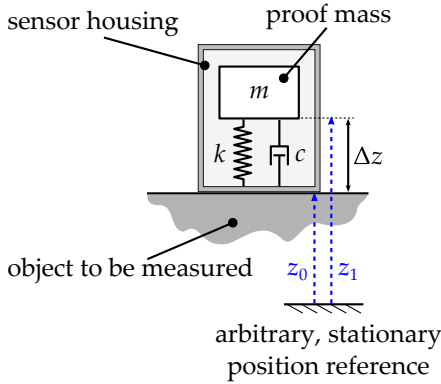 proof mass
sensor housing
m
k
c
Δz
object to be measured
z₀
z₁
arbitrary, stationary
position reference